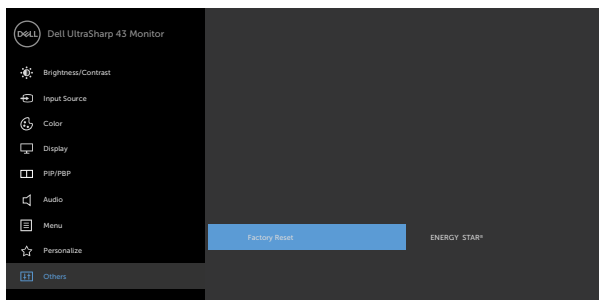 DELL
Dell UltraSharp 43 Monitor
Brightness/Contrast
Input Source
Color
Display
PIP/PBP
Audio
Menu
Personalize
Others
Factory Reset
ENERGY STAR®